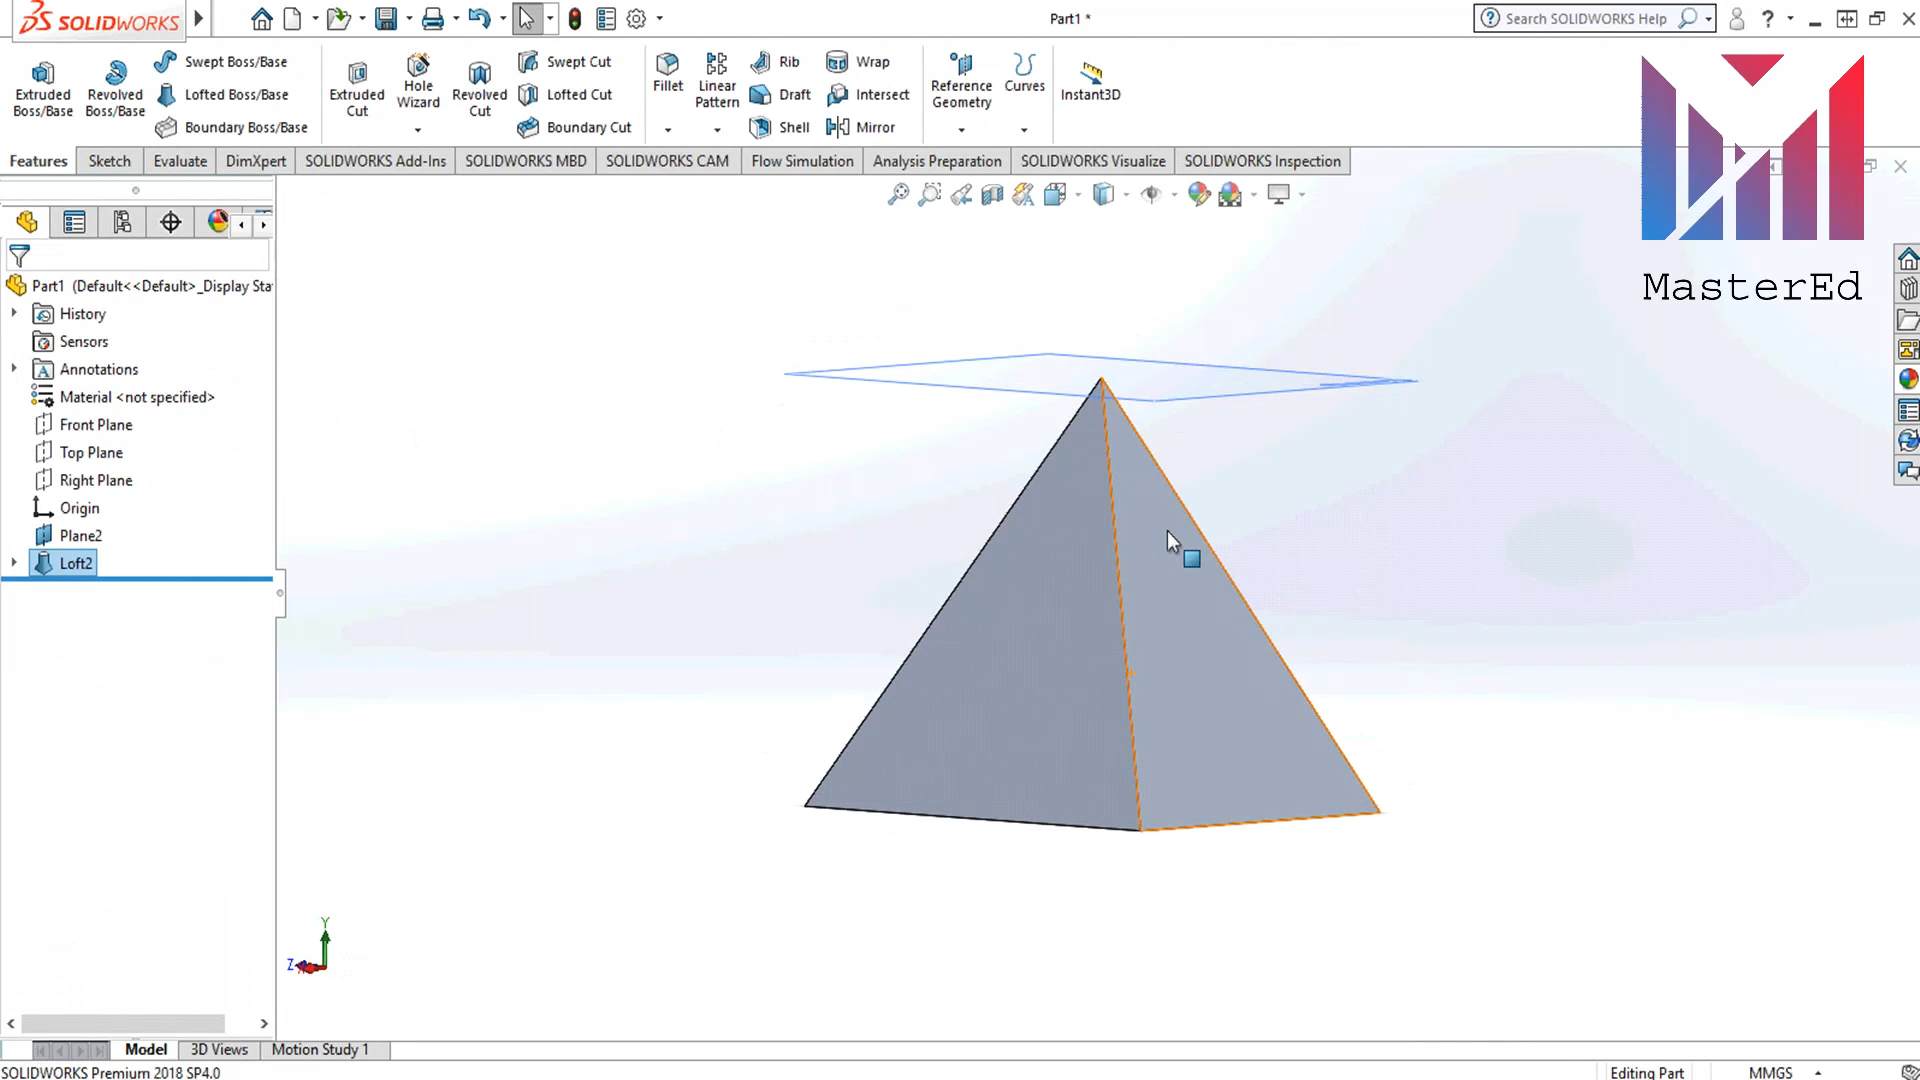 SOLIDWORKS
Part1 *
Search SOLIDWORKS Help
Extruded Boss/Base
Revolved Boss/Base
Swept Boss/Base
Lofted Boss/Base
Boundary Boss/Base
Extruded Cut
Hole Wizard
Revolved Cut
Swept Cut
Lofted Cut
Boundary Cut
Fillet
Linear Pattern
Rib
Draft
Shell
Wrap
Intersect
Mirror
Reference Geometry
Curves
Instant3D
Features
Sketch
Evaluate
DimXpert
SOLIDWORKS Add-Ins
SOLIDWORKS MBD
SOLIDWORKS CAM
Flow Simulation
Analysis Preparation
SOLIDWORKS Visualize
SOLIDWORKS Inspection
MasterEd
Part1 (Default<<Default>_Display Sta
History
Sensors
Annotations
Material <not specified>
Front Plane
Top Plane
Right Plane
Origin
Plane2
Loft2
Y
Z
Model
3D Views
Motion Study 1
SOLIDWORKS Premium 2018 SP4.0
Editing Part
MMGS